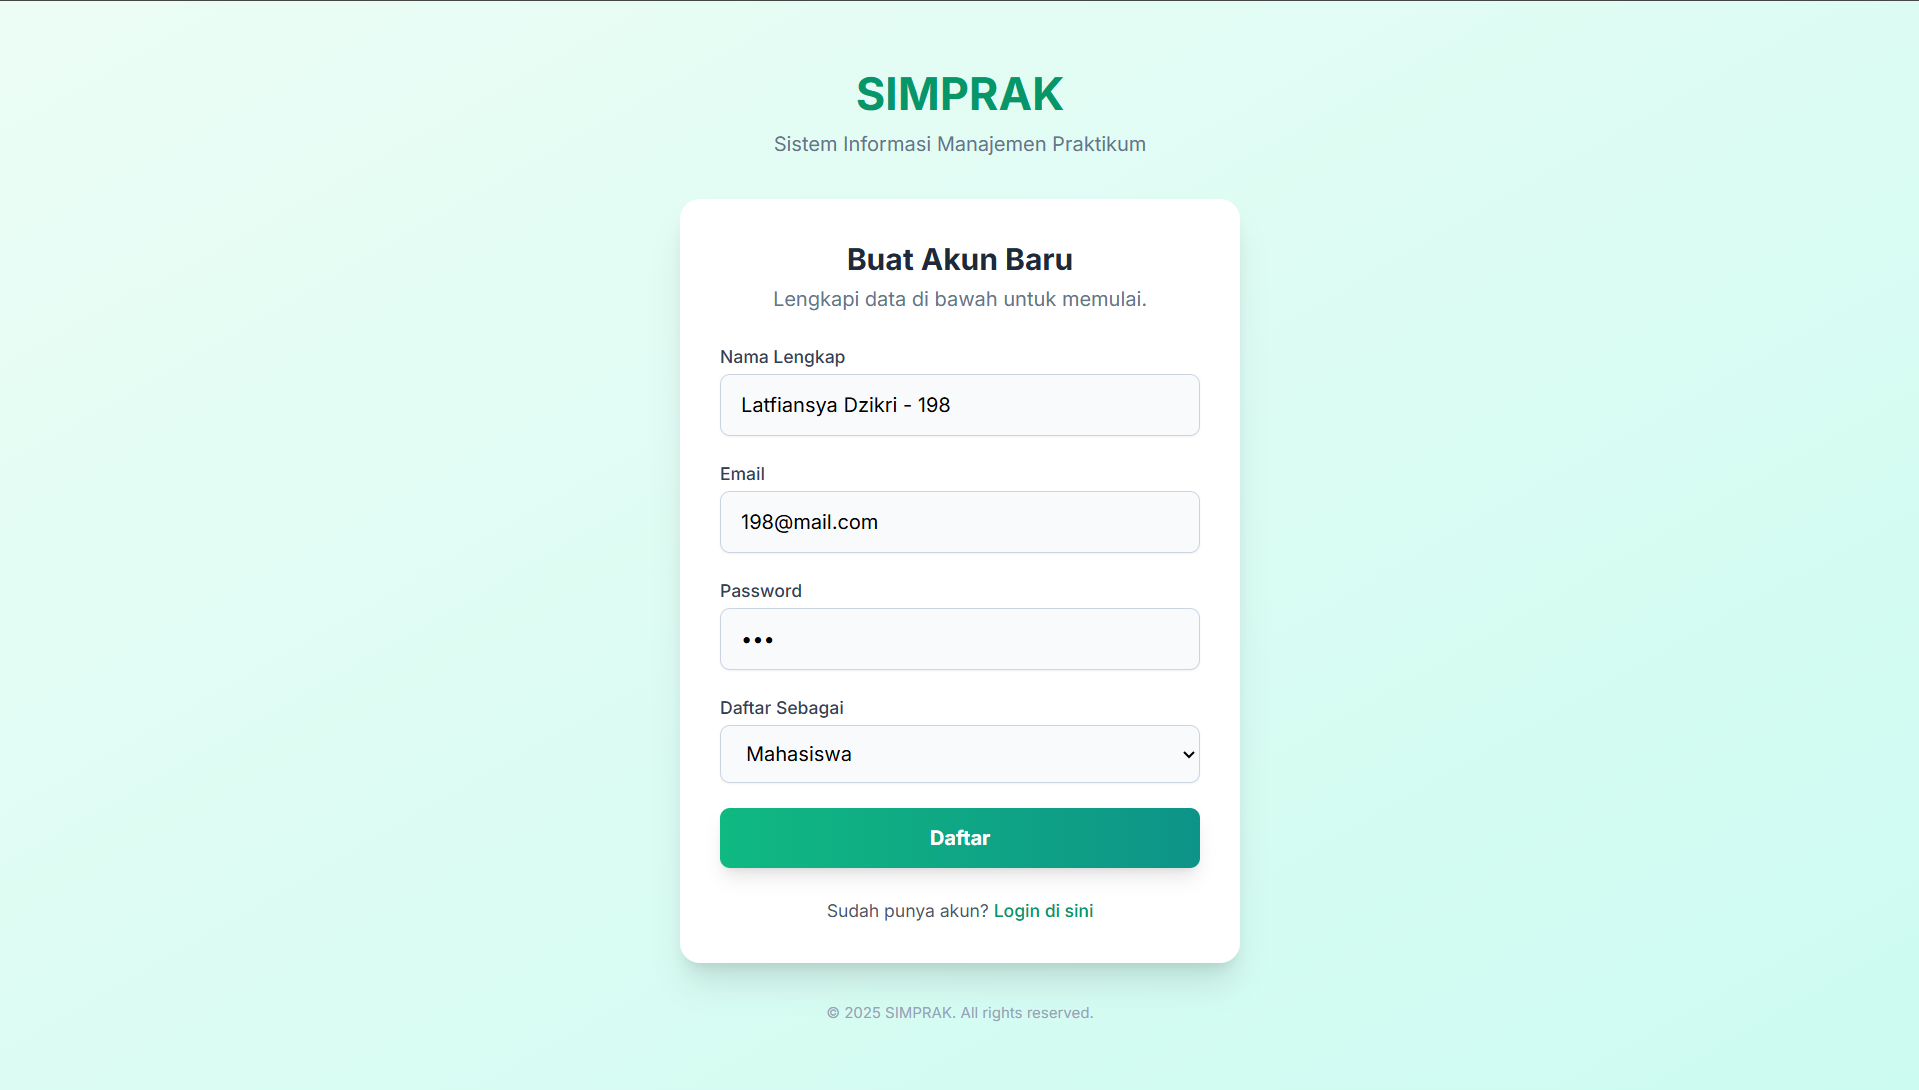 SIMPRAK
Sistem Informasi Manajemen Praktikum
Buat Akun Baru
Lengkapi data di bawah untuk memulai.
Nama Lengkap
Latfiansya Dzikri - 198
Email
198@mail.com
Password
•••
Daftar Sebagai
Mahasiswa
Daftar
Sudah punya akun? Login di sini
© 2025 SIMPRAK. All rights reserved.